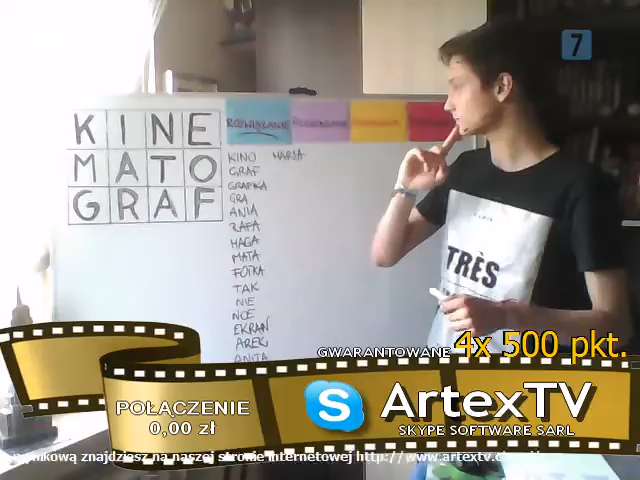 7
KINE
MATO
GRAF
ROZWIĄZANIE
KINO MARIA
GRAF
GRAFIKA
GRA
ANIA
RAFA
MAGA
MATA
FOTKA
TAK
NIE
NOE
EKRAN
AREK
ANITA
TRÈS
GWARANTOWANE 4x 500 pkt.
POŁĄCZENIE
0,00 zł
S ArtexTV
SKYPE SOFTWARE SARL
znajdziesz na naszej stronie internetowej http://www.artextv.